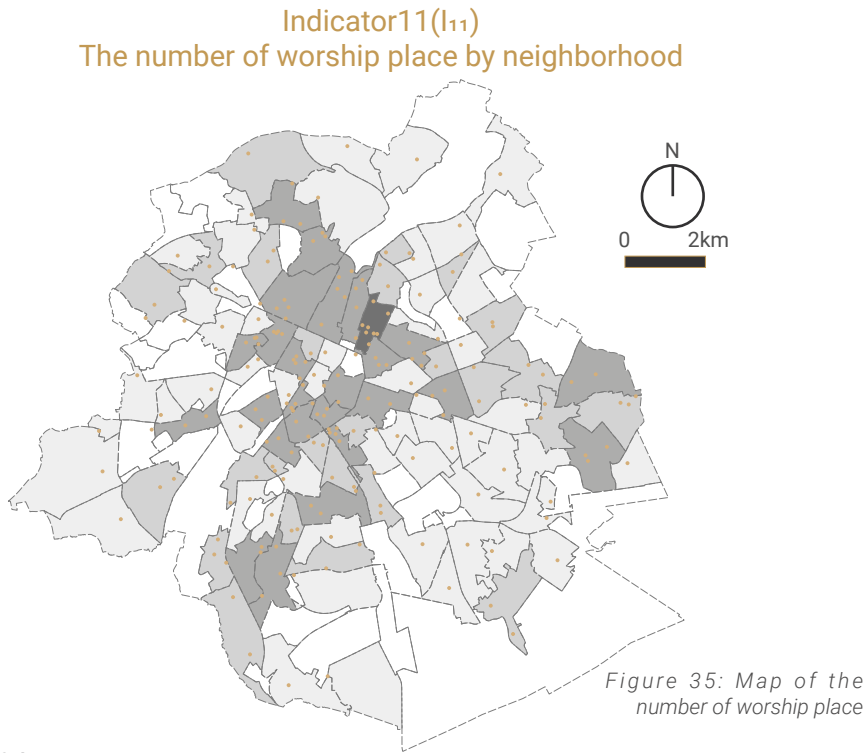 Indicator11(I₁₁)
The number of worship place by neighborhood
N
0 2km
Figure 35: Map of the
number of worship place